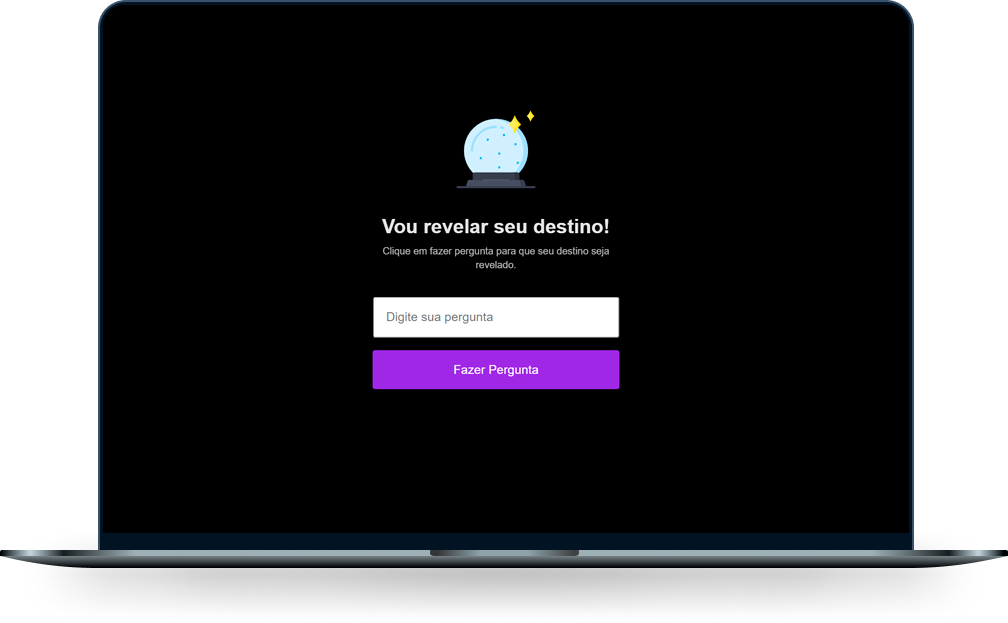 Vou revelar seu destino!
Clique em fazer pergunta para que seu destino seja
revelado.
Digite sua pergunta
Fazer Pergunta